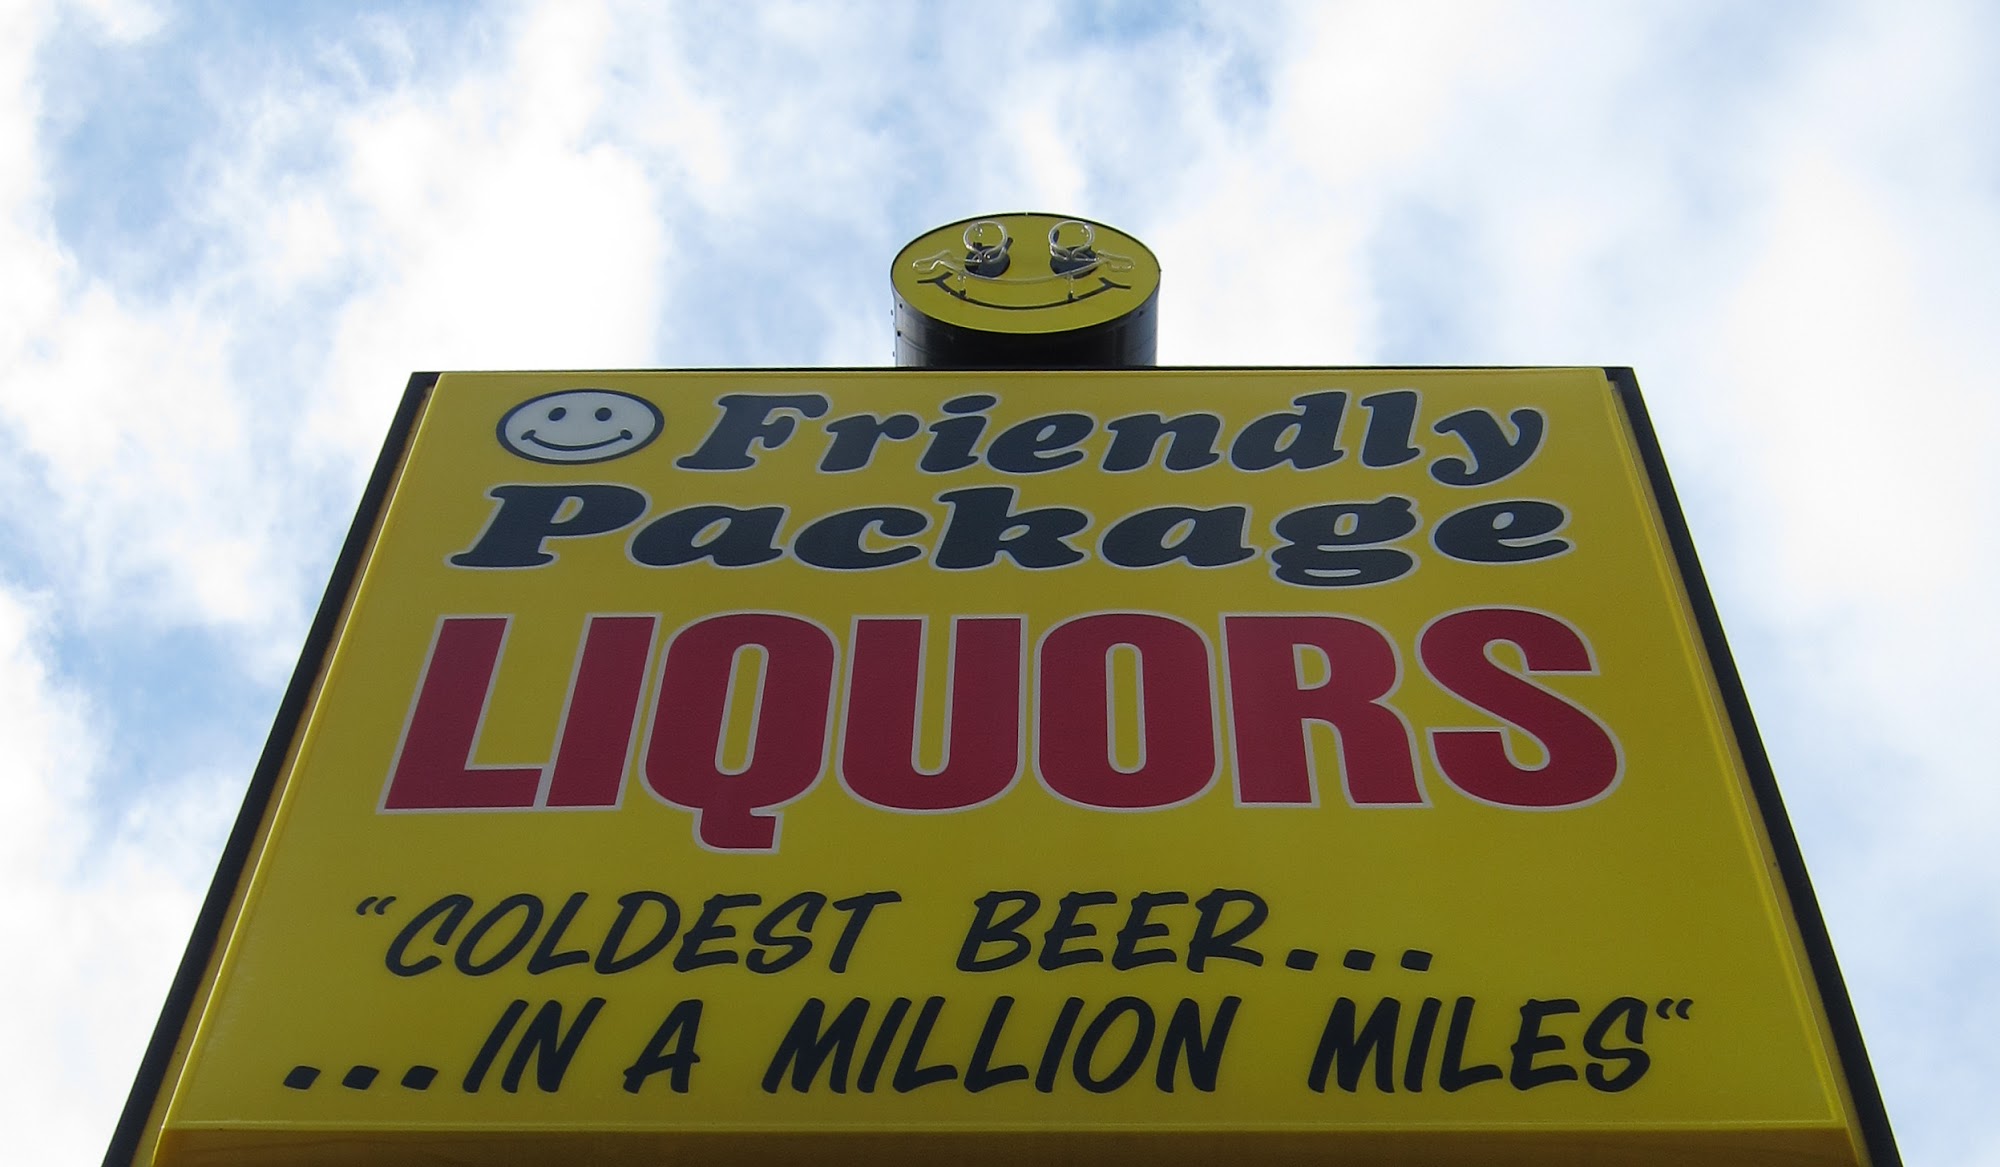 Friendly
Package
LIQUORS
“COLDEST BEER...
...IN A MILLION MILES“